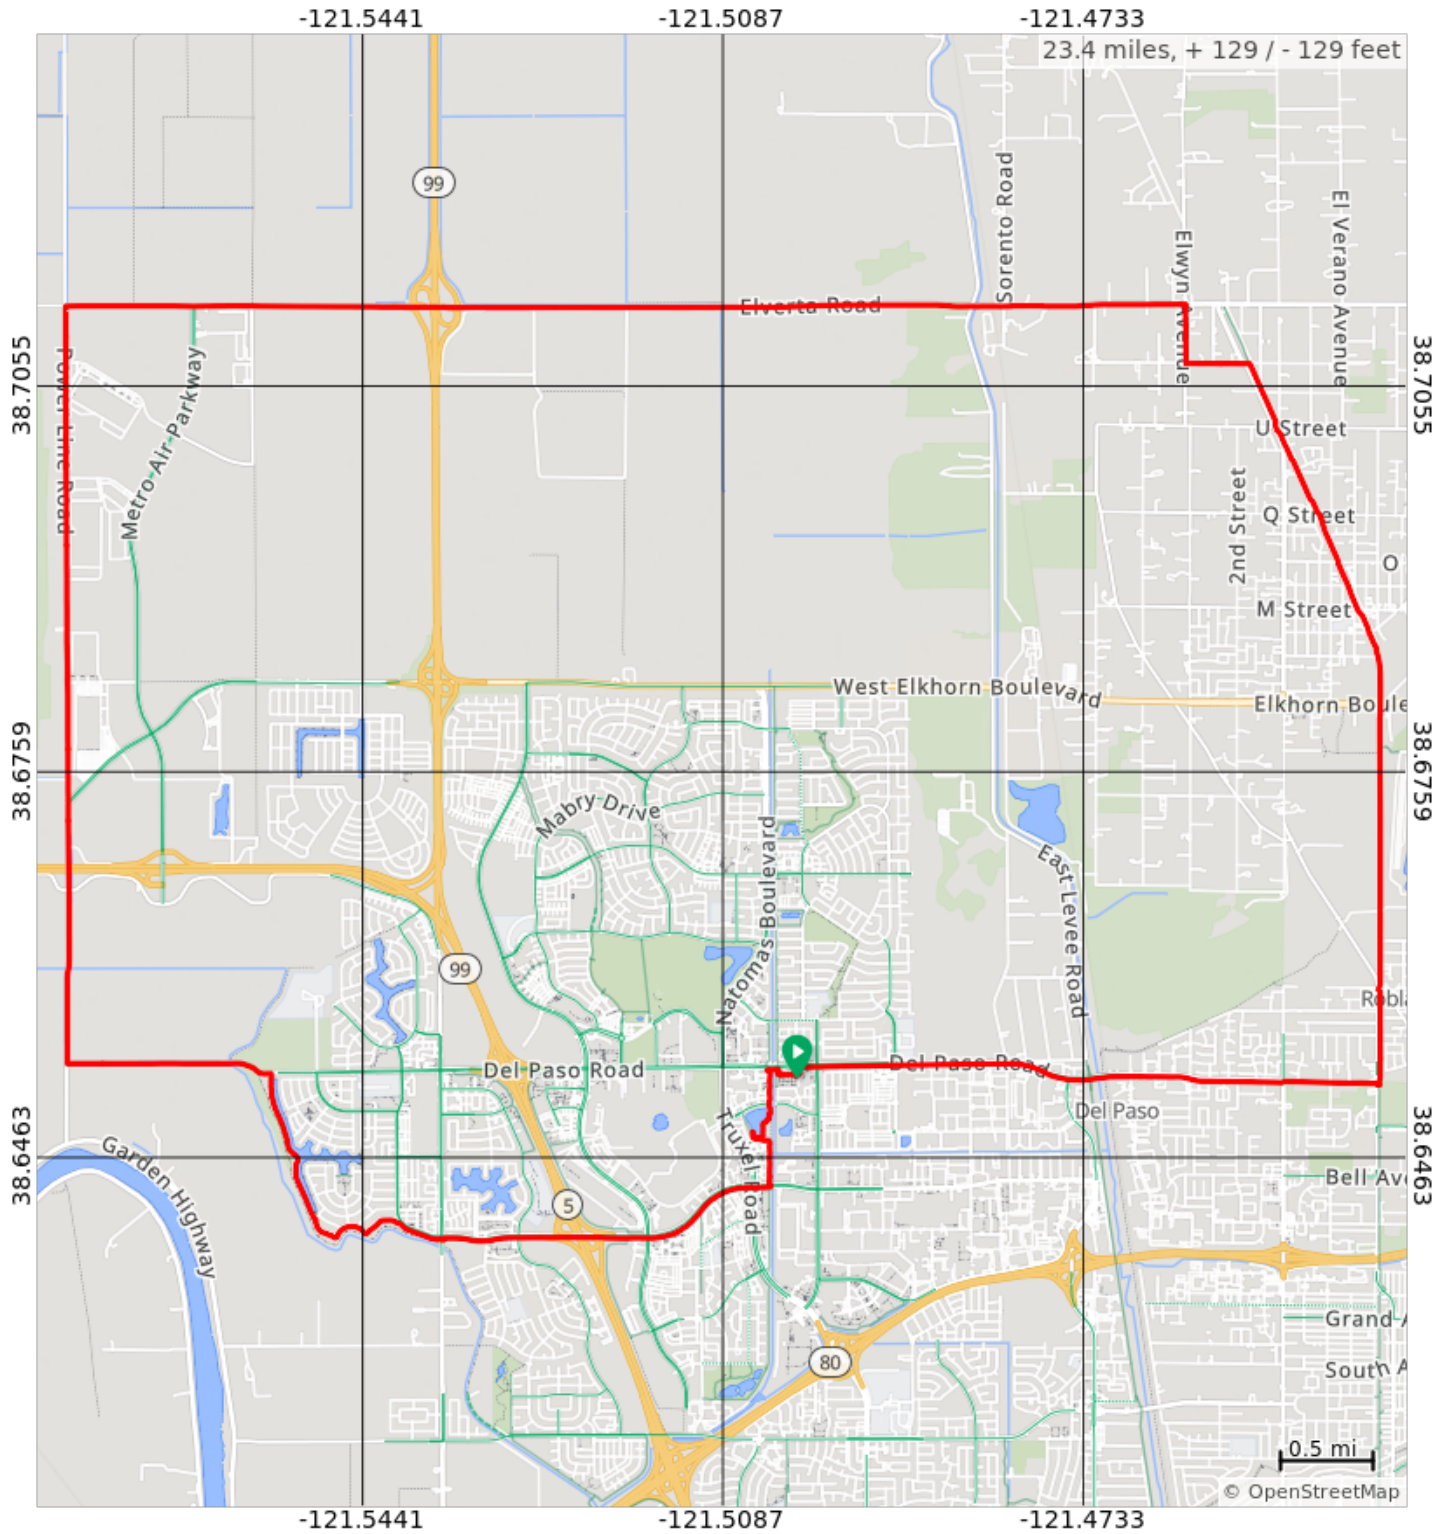 -121.5441
-121.5087
-121.4733
23.4 miles, + 129 / - 129 feet
99
Sorento Road
El Verano Avenue
Elwyn Avenue
Elverta Road
38.7055
38.7055
Power Line Road
Metro Air Parkway
U Street
2nd Street
Q Street
O
M Street
West Elkhorn Boulevard
Elkhorn Boule
38.6759
38.6759
Mabry Drive
Natomas Boulevard
East Levee Road
99
Robl
Del Paso Road
Del Paso Road
Del Paso
Truxel Road
38.6463
38.6463
Garden Highway
Bell Av
5
Grand A
80
South A
0.5 mi
© OpenStreetMap
-121.5441
-121.5087
-121.4733